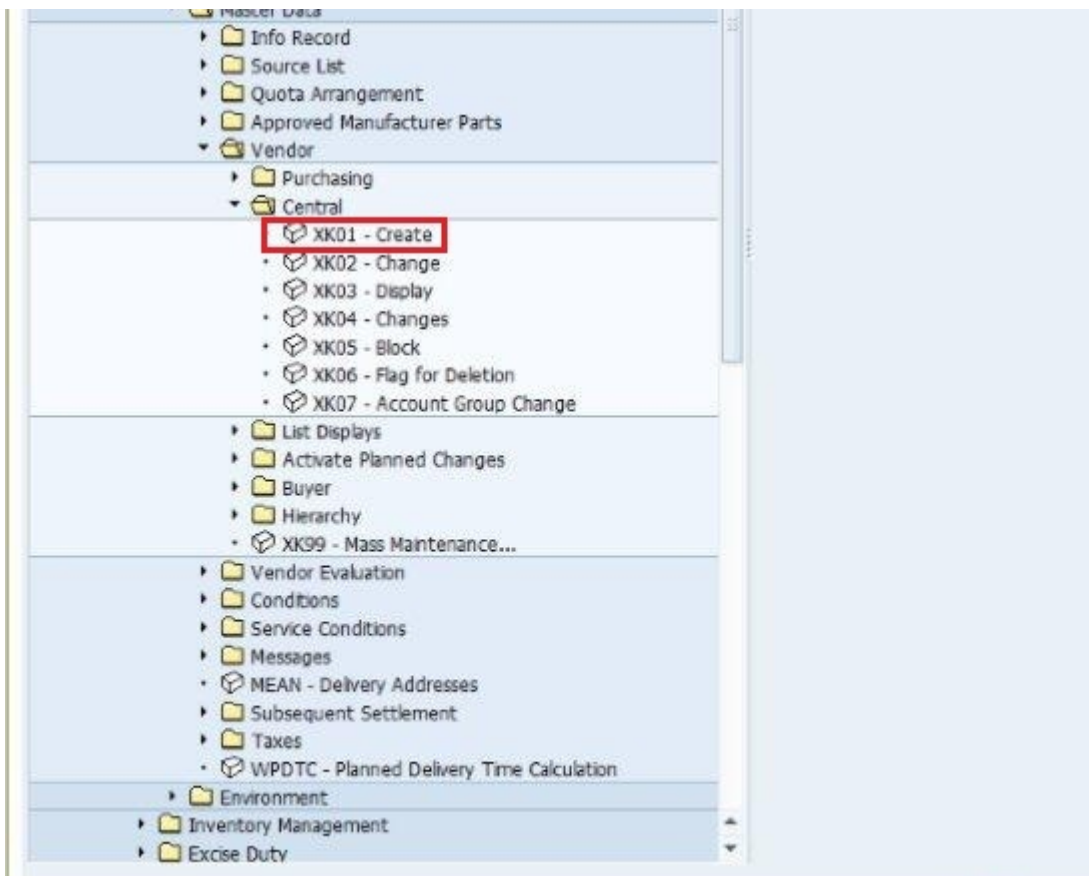 Master Data
Info Record
Source List
Quota Arrangement
Approved Manufacturer Parts
Vendor
Purchasing
Central
XK01 - Create
XK02 - Change
XK03 - Display
XK04 - Changes
XK05 - Block
XK06 - Flag for Deletion
XK07 - Account Group Change
List Displays
Activate Planned Changes
Buyer
Hierarchy
XK99 - Mass Maintenance...
Vendor Evaluation
Conditions
Service Conditions
Messages
MEAN - Delivery Addresses
Subsequent Settlement
Taxes
WPDTC - Planned Delivery Time Calculation
Environment
Inventory Management
Excise Duty